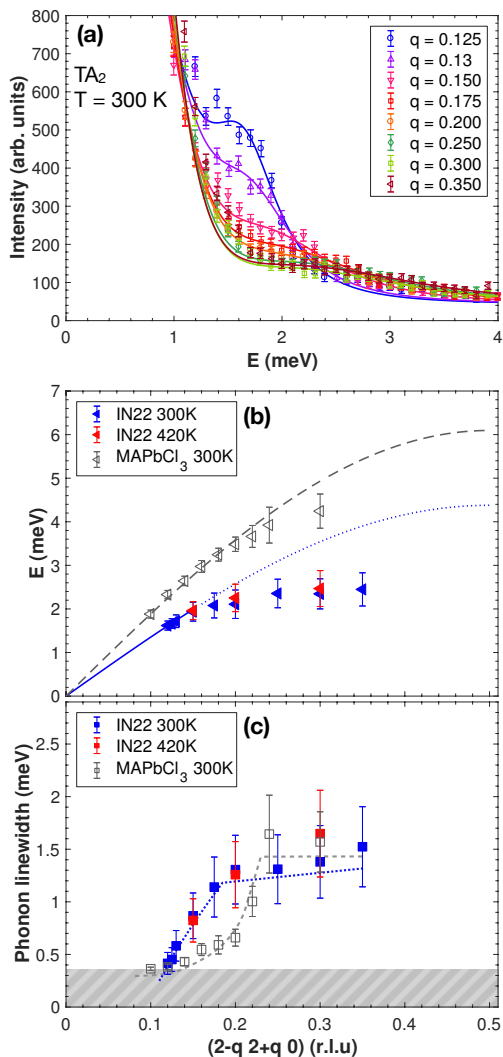 (a)
TA₂
T = 300 K
q = 0.125
q = 0.13
q = 0.150
q = 0.175
q = 0.200
q = 0.250
q = 0.300
q = 0.350
Intensity (arb. units)
800
700
600
500
400
300
200
100
0
0 1 2 3 4
E (meV)
(b)
IN22 300K
IN22 420K
MAPbCl₃ 300K
E (meV)
7
6
5
4
3
2
1
0
(c)
IN22 300K
IN22 420K
MAPbCl₃ 300K
Phonon linewidth (meV)
2.5
2
1.5
1
0.5
0
0 0.1 0.2 0.3 0.4 0.5
(2-q 2+q 0) (r.l.u)